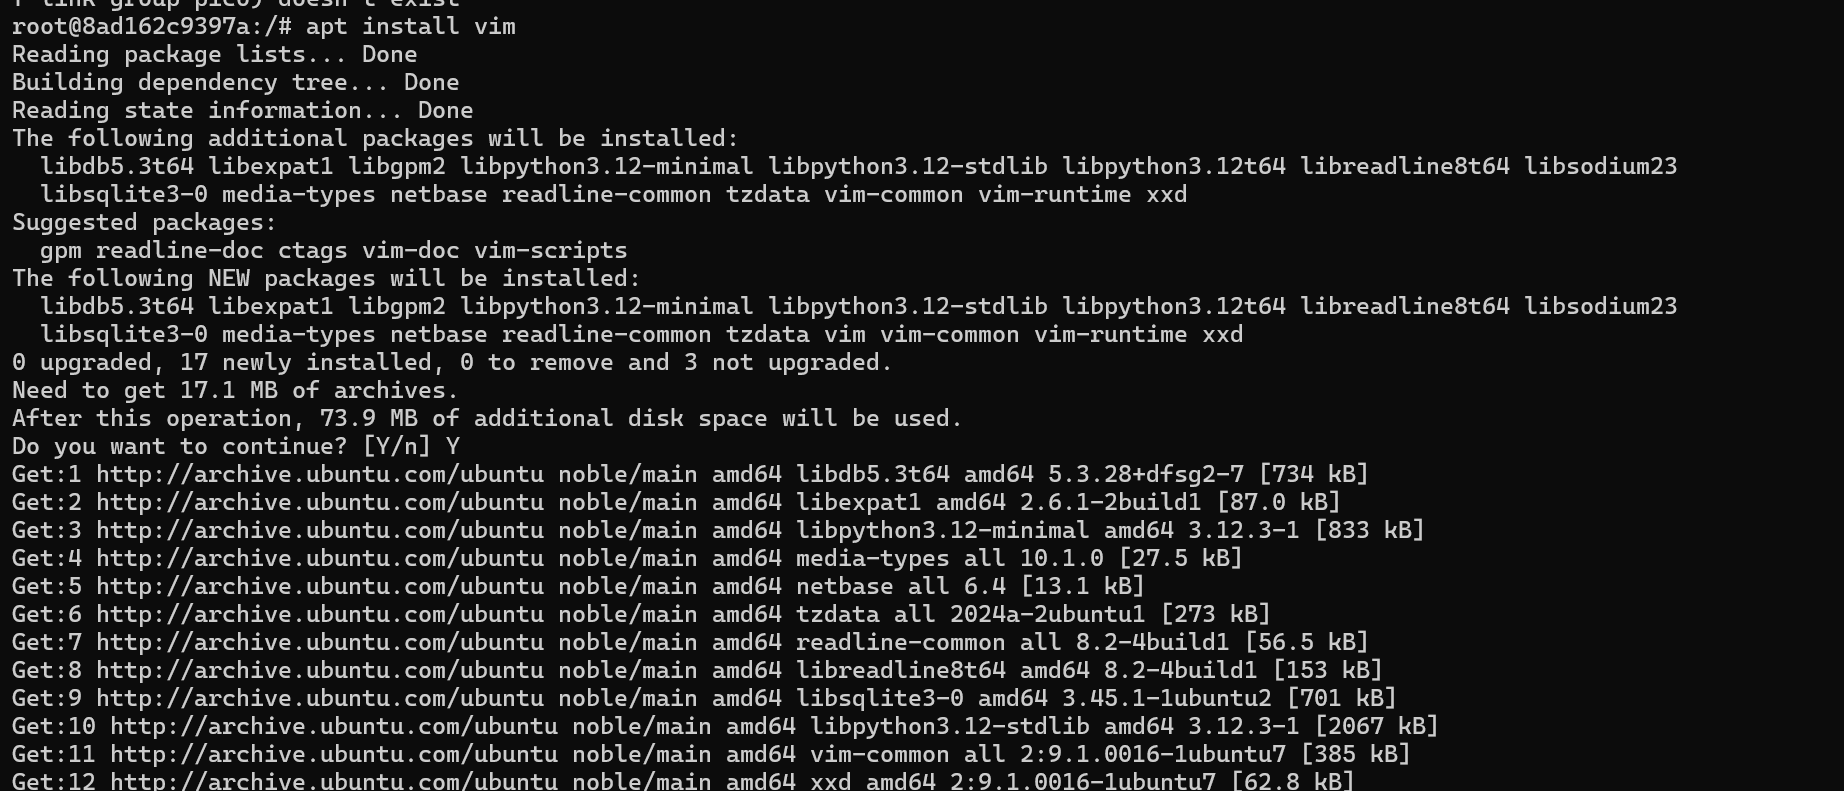 link group
root@8ad162c9397a:/# apt install vim
Reading package lists... Done
Building dependency tree... Done
Reading state information... Done
The following additional packages will be installed:
  libdb5.3t64 libexpat1 libgpm2 libpython3.12-minimal libpython3.12-stdlib libpython3.12t64 libreadline8t64 libsodium23
  libsqlite3-0 media-types netbase readline-common tzdata vim-common vim-runtime xxd
Suggested packages:
  gpm readline-doc ctags vim-doc vim-scripts
The following NEW packages will be installed:
  libdb5.3t64 libexpat1 libgpm2 libpython3.12-minimal libpython3.12-stdlib libpython3.12t64 libreadline8t64 libsodium23
  libsqlite3-0 media-types netbase readline-common tzdata vim vim-common vim-runtime xxd
0 upgraded, 17 newly installed, 0 to remove and 3 not upgraded.
Need to get 17.1 MB of archives.
After this operation, 73.9 MB of additional disk space will be used.
Do you want to continue? [Y/n] Y
Get:1 http://archive.ubuntu.com/ubuntu noble/main amd64 libdb5.3t64 amd64 5.3.28+dfsg2-7 [734 kB]
Get:2 http://archive.ubuntu.com/ubuntu noble/main amd64 libexpat1 amd64 2.6.1-2build1 [87.0 kB]
Get:3 http://archive.ubuntu.com/ubuntu noble/main amd64 libpython3.12-minimal amd64 3.12.3-1 [833 kB]
Get:4 http://archive.ubuntu.com/ubuntu noble/main amd64 media-types all 10.1.0 [27.5 kB]
Get:5 http://archive.ubuntu.com/ubuntu noble/main amd64 netbase all 6.4 [13.1 kB]
Get:6 http://archive.ubuntu.com/ubuntu noble/main amd64 tzdata all 2024a-2ubuntu1 [273 kB]
Get:7 http://archive.ubuntu.com/ubuntu noble/main amd64 readline-common all 8.2-4build1 [56.5 kB]
Get:8 http://archive.ubuntu.com/ubuntu noble/main amd64 libreadline8t64 amd64 8.2-4build1 [153 kB]
Get:9 http://archive.ubuntu.com/ubuntu noble/main amd64 libsqlite3-0 amd64 3.45.1-1ubuntu2 [701 kB]
Get:10 http://archive.ubuntu.com/ubuntu noble/main amd64 libpython3.12-stdlib amd64 3.12.3-1 [2067 kB]
Get:11 http://archive.ubuntu.com/ubuntu noble/main amd64 vim-common all 2:9.1.0016-1ubuntu7 [385 kB]
Get:12 http://archive.ubuntu.com/ubuntu noble/main amd64 xxd amd64 2:9.1.0016-1ubuntu7 [62.8 kB]